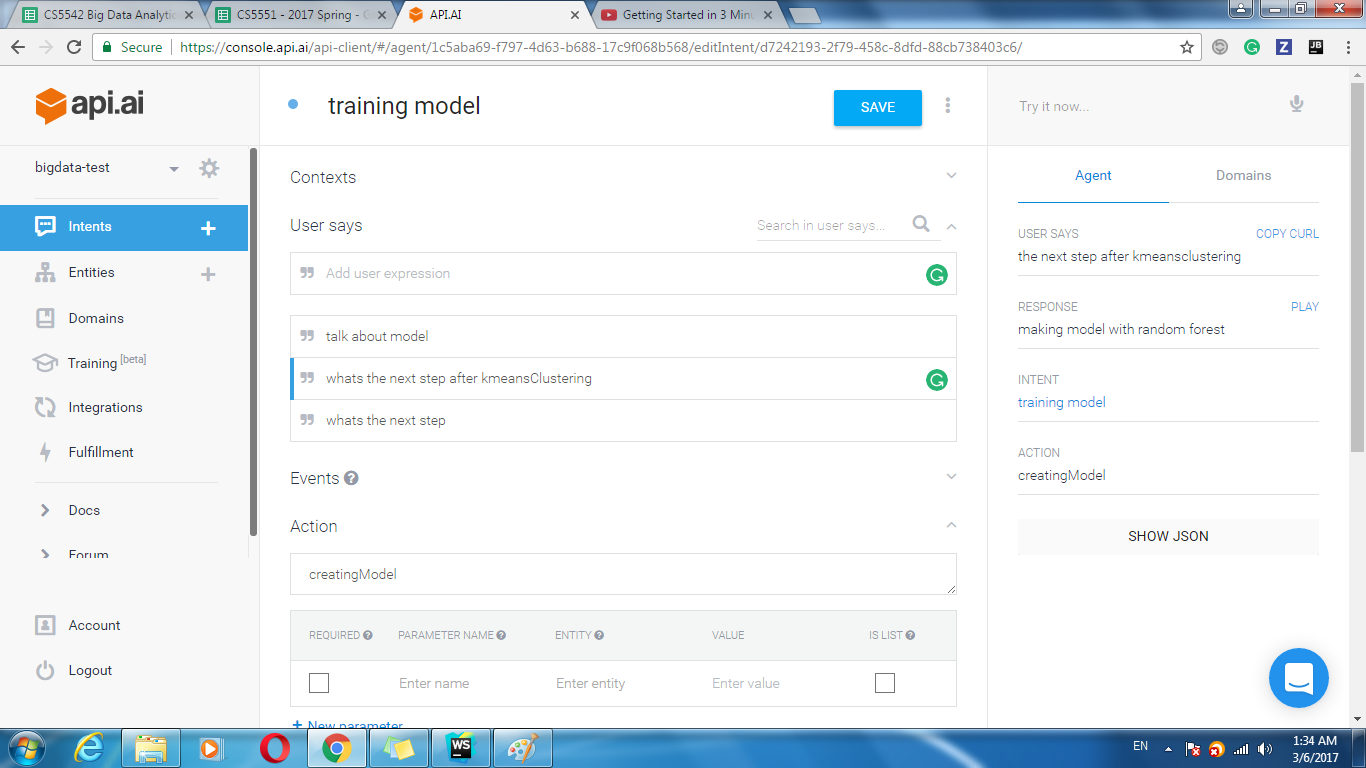 CS5542 Big Data Analytic
CS5551 - 2017 Spring - G
API.AI
Getting Started in 3 Minu
Secure
https://console.api.ai/api-client/#/agent/1c5aba69-f797-4d63-b688-17c9f068b568/editIntent/d7242193-2f79-458c-8dfd-88cb738403c6/
api.ai
training model
SAVE
Try it now...
bigdata-test
Intents
Entities
Domains
Training [beta]
Integrations
Fulfillment
Docs
Forum
Account
Logout
Contexts
User says
Search in user says...
Add user expression
talk about model
whats the next step after kmeansClustering
whats the next step
Events
Action
creatingModel
REQUIRED PARAMETER NAME ENTITY VALUE IS LIST
Enter name Enter entity Enter value
+ New parameter
Agent Domains
USER SAYS COPY CURL
the next step after kmeansclustering
RESPONSE PLAY
making model with random forest
INTENT
training model
ACTION
creatingModel
SHOW JSON
EN
1:34 AM
3/6/2017